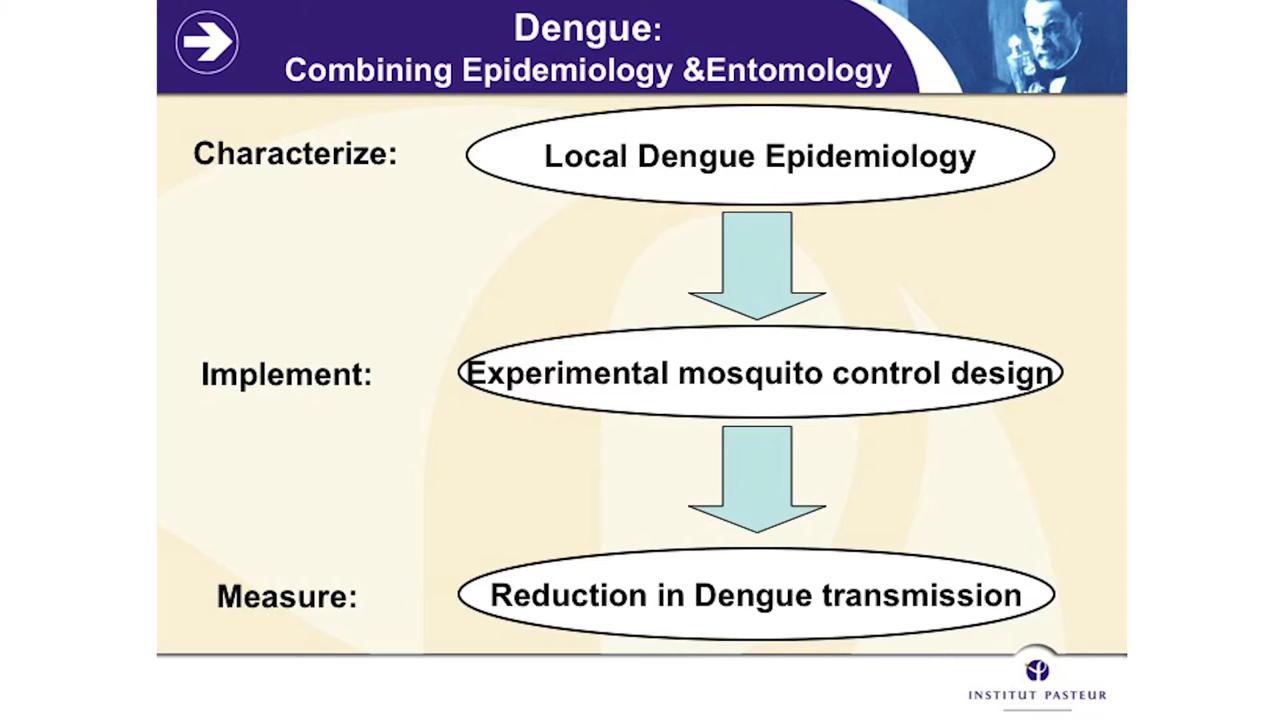 Dengue:
Combining Epidemiology &Entomology
Characterize:
Local Dengue Epidemiology
Implement:
Experimental mosquito control design
Measure:
Reduction in Dengue transmission
INSTITUT PASTEUR